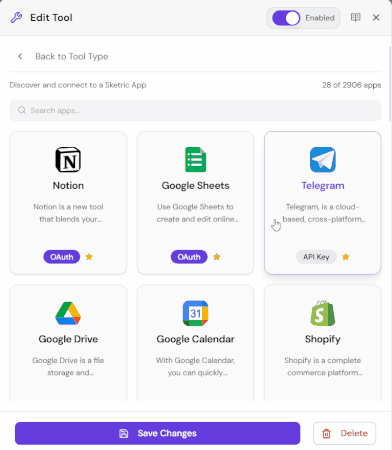 Edit Tool
Enabled
Back to Tool Type
Discover and connect to a Sketric App
28 of 2906 apps
Search apps...
Notion
Google Sheets
Telegram
Notion is a new tool
that blends your...
Use Google Sheets to
create and edit online...
Telegram, is a cloud-
based, cross-platform,...
OAuth
OAuth
API Key
31
Google Drive
Google Calendar
Shopify
Google Drive is a file
storage and...
With Google Calendar,
you can quickly...
Shopify is a complete
commerce platform...
Save Changes
Delete